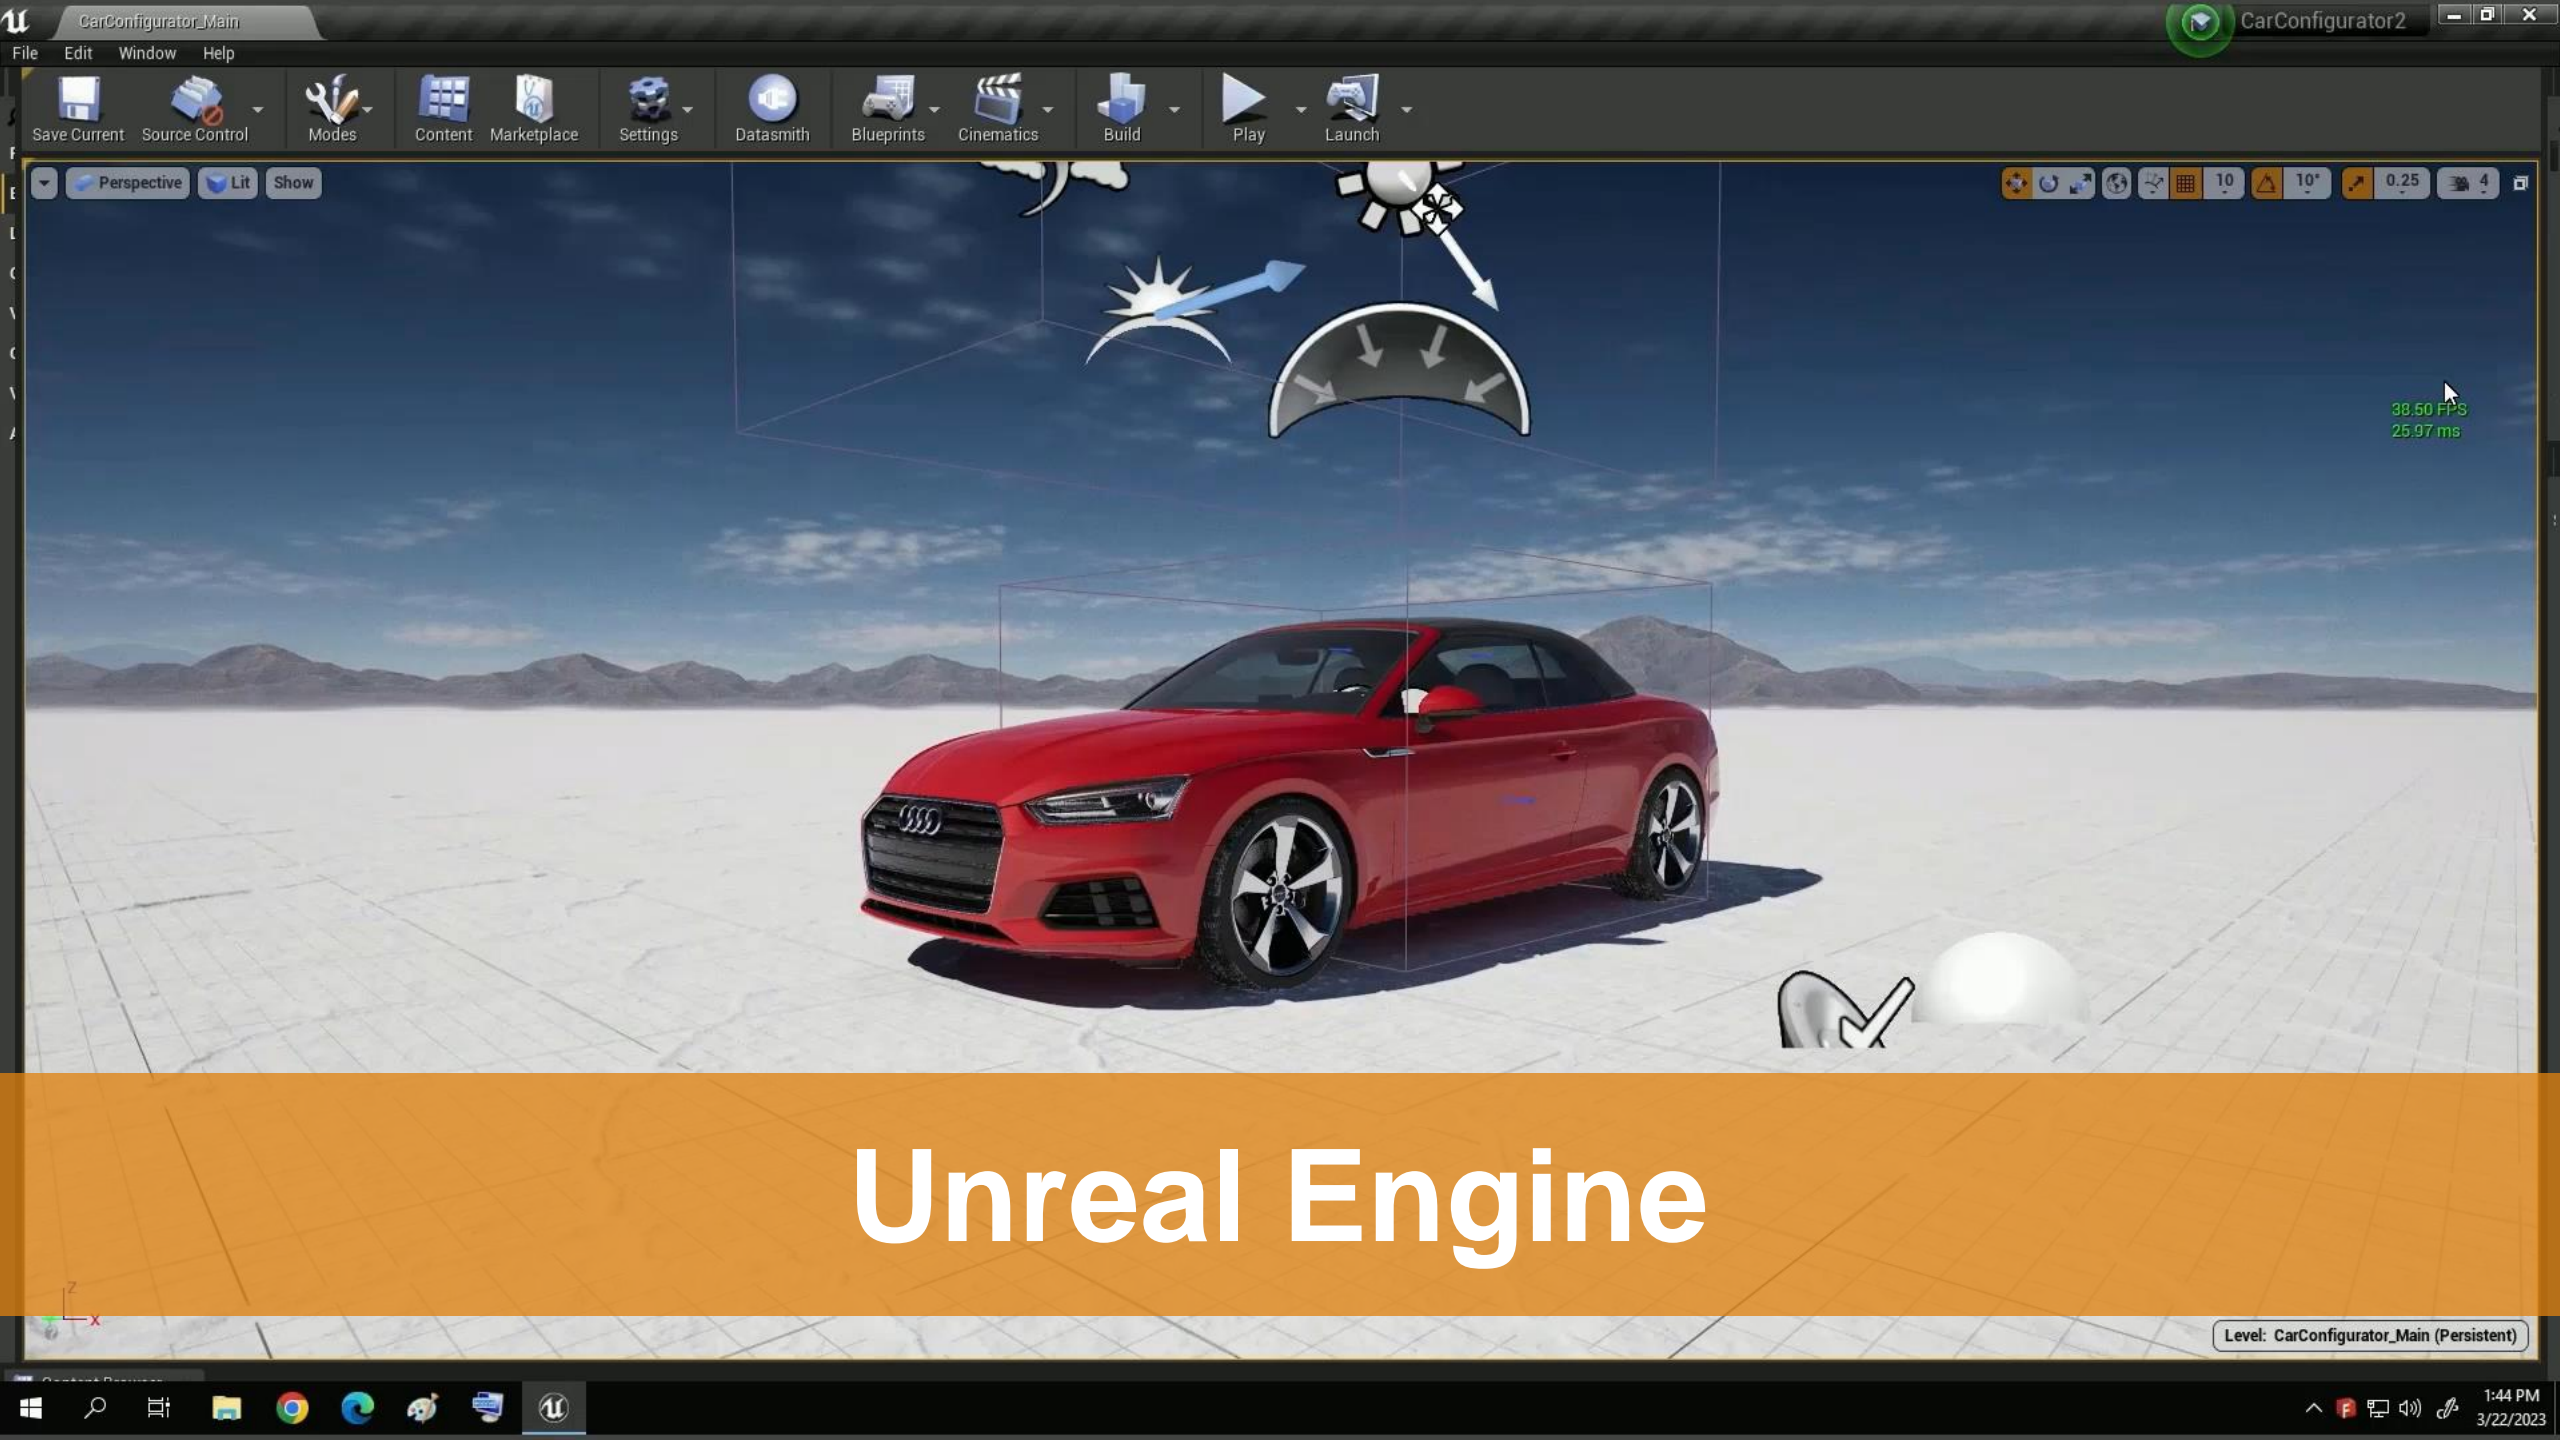 CarConfigurator_Main
CarConfigurator2
File Edit Window Help
Save Current Source Control Modes Content Marketplace Settings Datasmith Blueprints Cinematics Build Play Launch
Perspective Lit Show
10 10° 0.25 4
38.50 FPS
25.97 ms
Unreal Engine
Z
X
Level: CarConfigurator_Main (Persistent)
Content Browser
1:44 PM
3/22/2023